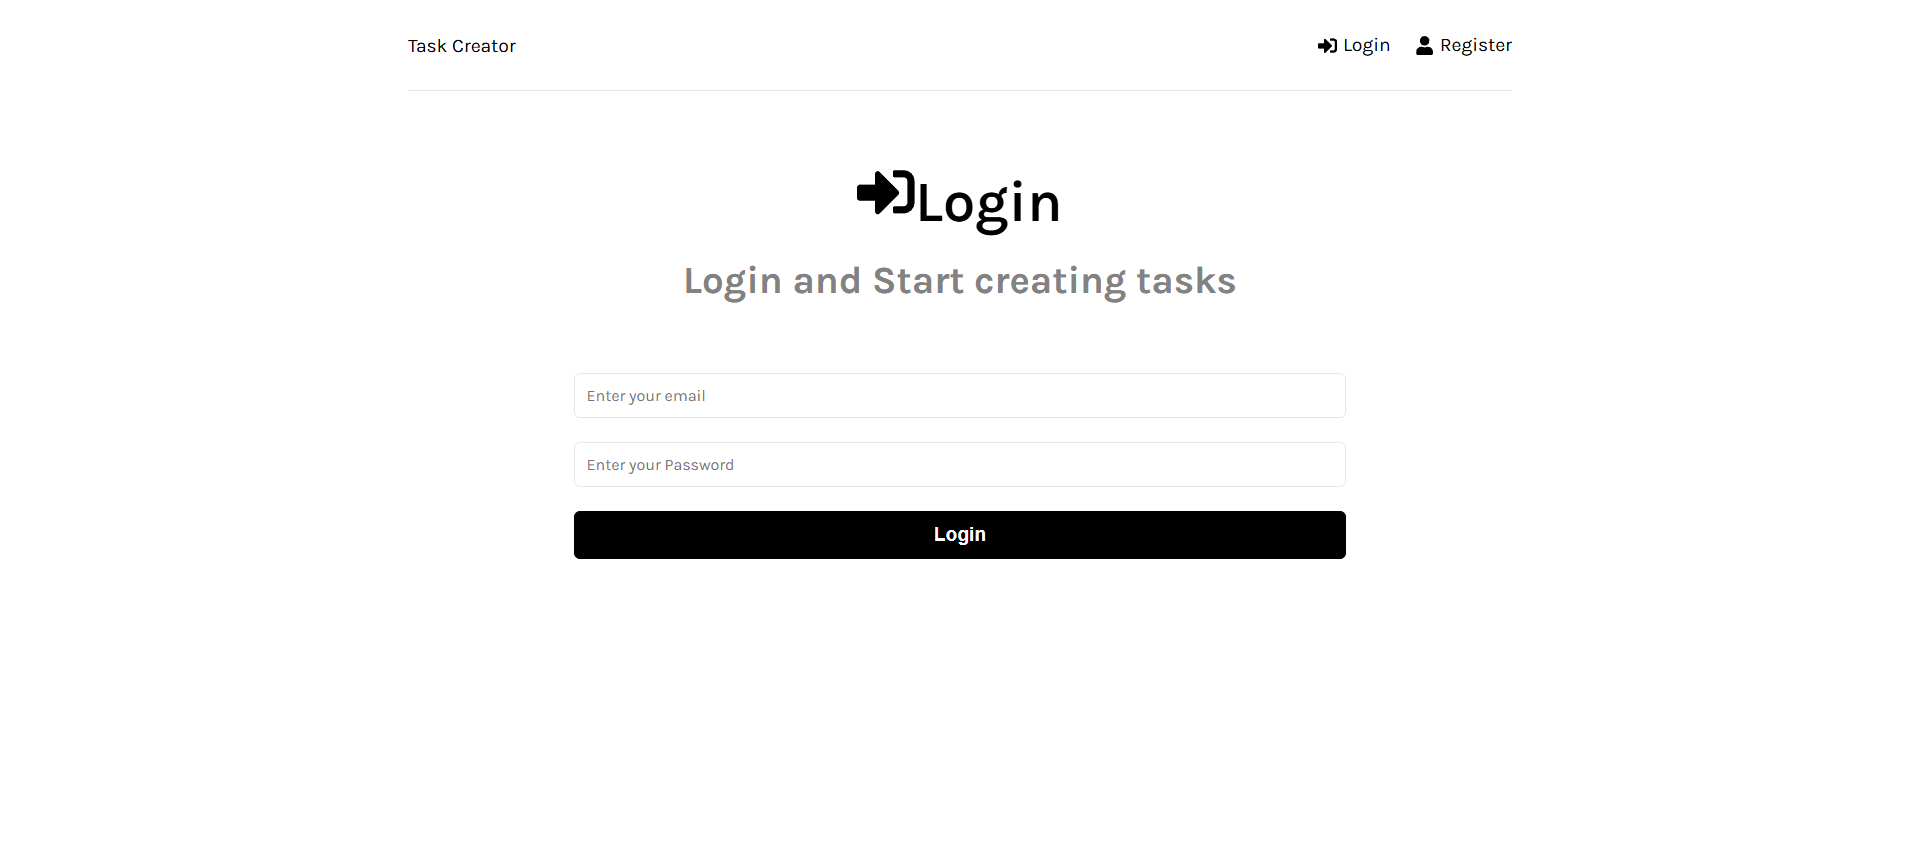 Task Creator
Login
Register
Login
Login and Start creating tasks
Enter your email
Enter your Password
Login